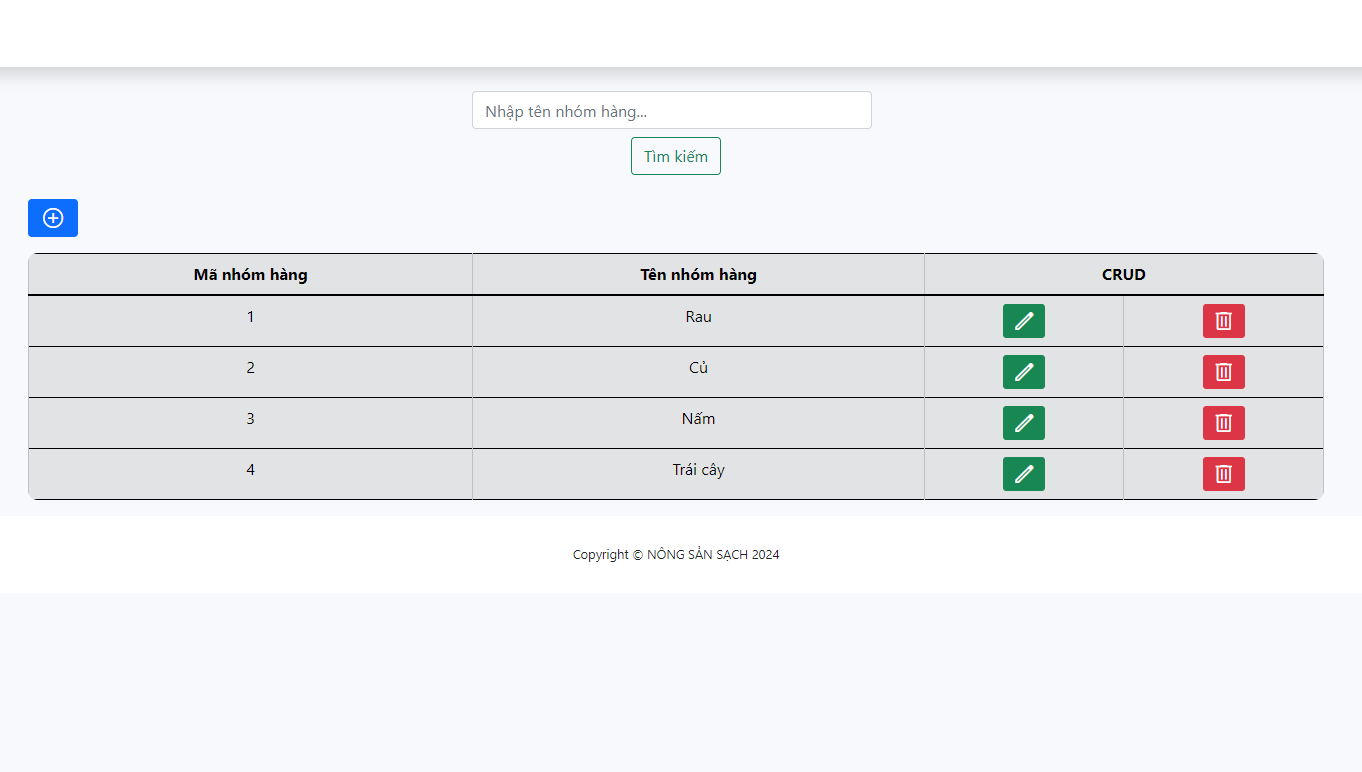 Nhập tên nhóm hàng...
Tìm kiếm
Mã nhóm hàng Tên nhóm hàng CRUD
1 Rau
2 Củ
3 Nấm
4 Trái cây
Copyright © NÔNG SẢN SẠCH 2024